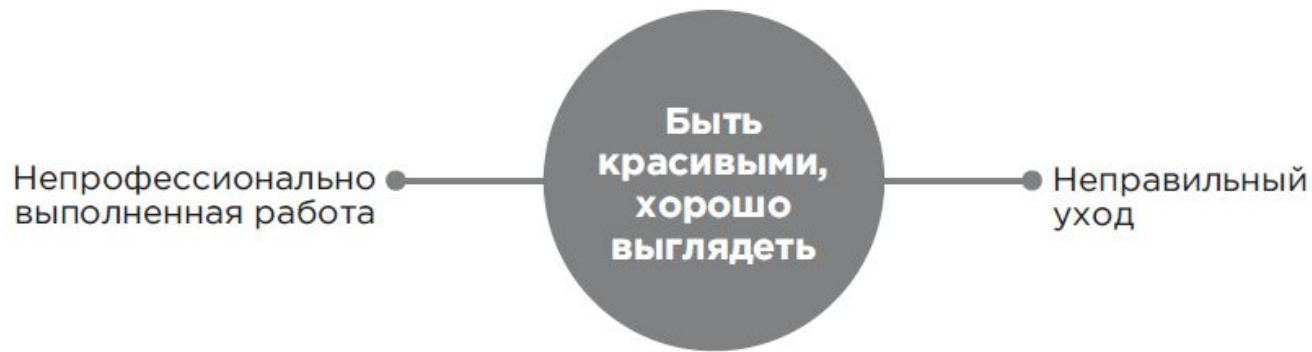 Непрофессионально
выполненная работа
Быть
красивыми,
хорошо
выглядеть
Неправильный
уход